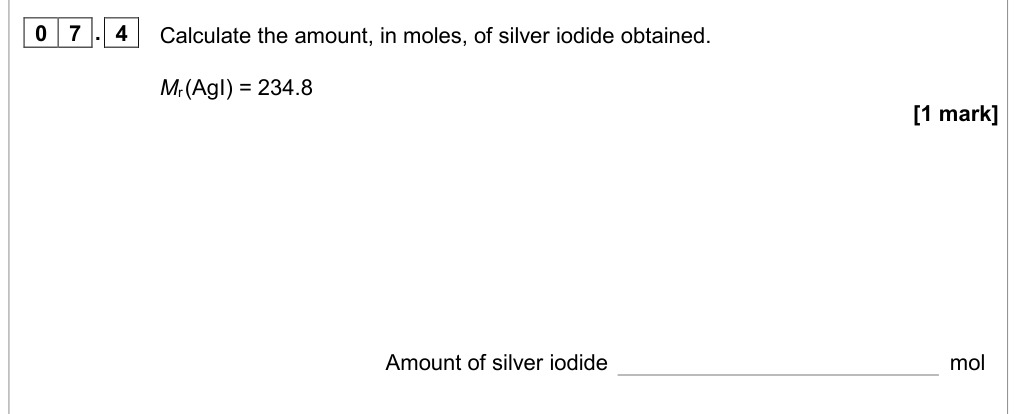 0 7 . 4 Calculate the amount, in moles, of silver iodide obtained.
Mr(AgI) = 234.8
[1 mark]
Amount of silver iodide ______________________ mol